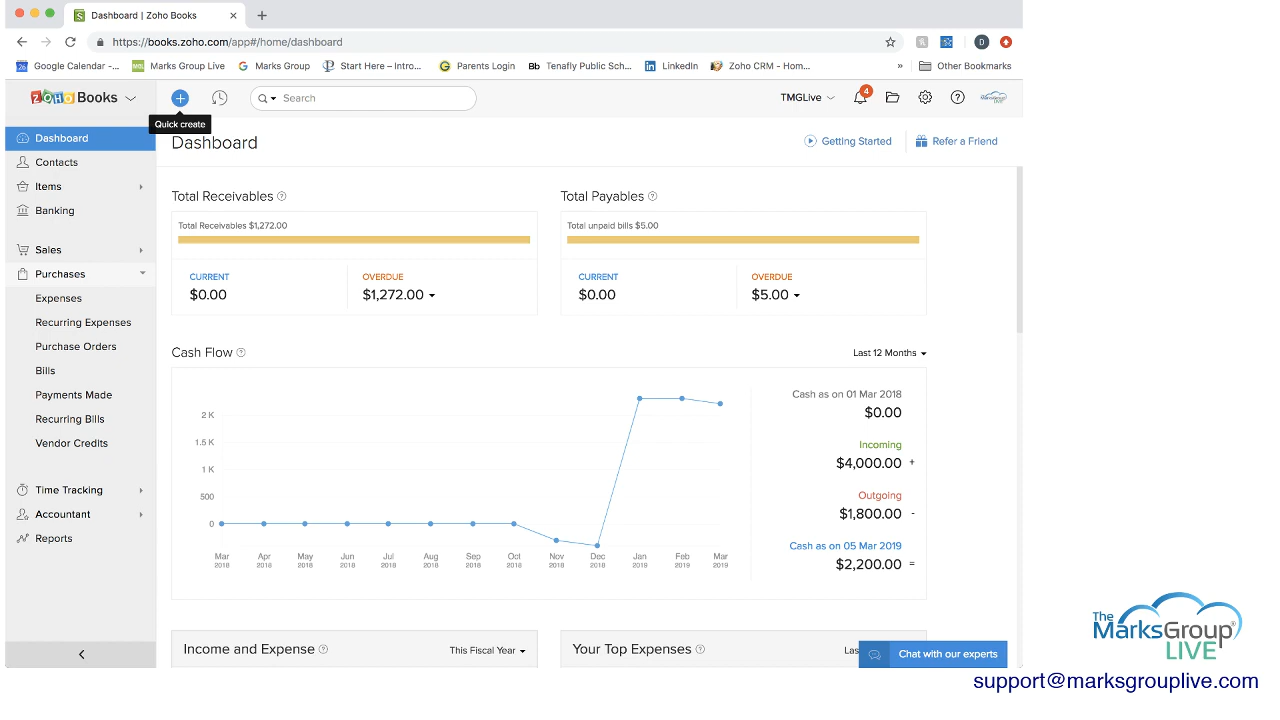 Dashboard | Zoho Books
https://books.zoho.com/app#/home/dashboard
D
26 Google Calendar -... Marks Group Live Marks Group Start Here – Intro... Parents Login Bb Tenafly Public Sch... LinkedIn Zoho CRM - Hom... » Other Bookmarks
ZOHO Books
Search
TMGLive
4
Quick create
Dashboard
Getting Started
Refer a Friend
Dashboard
Contacts
Items
Banking
Sales
Purchases
Expenses
Recurring Expenses
Purchase Orders
Bills
Payments Made
Recurring Bills
Vendor Credits
Time Tracking
Accountant
Reports
Total Receivables
Total Receivables $1,272.00
CURRENT
$0.00
OVERDUE
$1,272.00
Total Payables
Total unpaid bills $5.00
CURRENT
$0.00
OVERDUE
$5.00
Cash Flow
Last 12 Months
2 K
1.5 K
1 K
500
0
Mar 2018
Apr 2018
May 2018
Jun 2018
Jul 2018
Aug 2018
Sep 2018
Oct 2018
Nov 2018
Dec 2018
Jan 2019
Feb 2019
Mar 2019
Cash as on 01 Mar 2018
$0.00
Incoming
$4,000.00 +
Outgoing
$1,800.00 -
Cash as on 05 Mar 2019
$2,200.00 =
Income and Expense
This Fiscal Year
Your Top Expenses
Las
Chat with our experts
The
MarksGroup®
LIVE
support@marksgrouplive.com